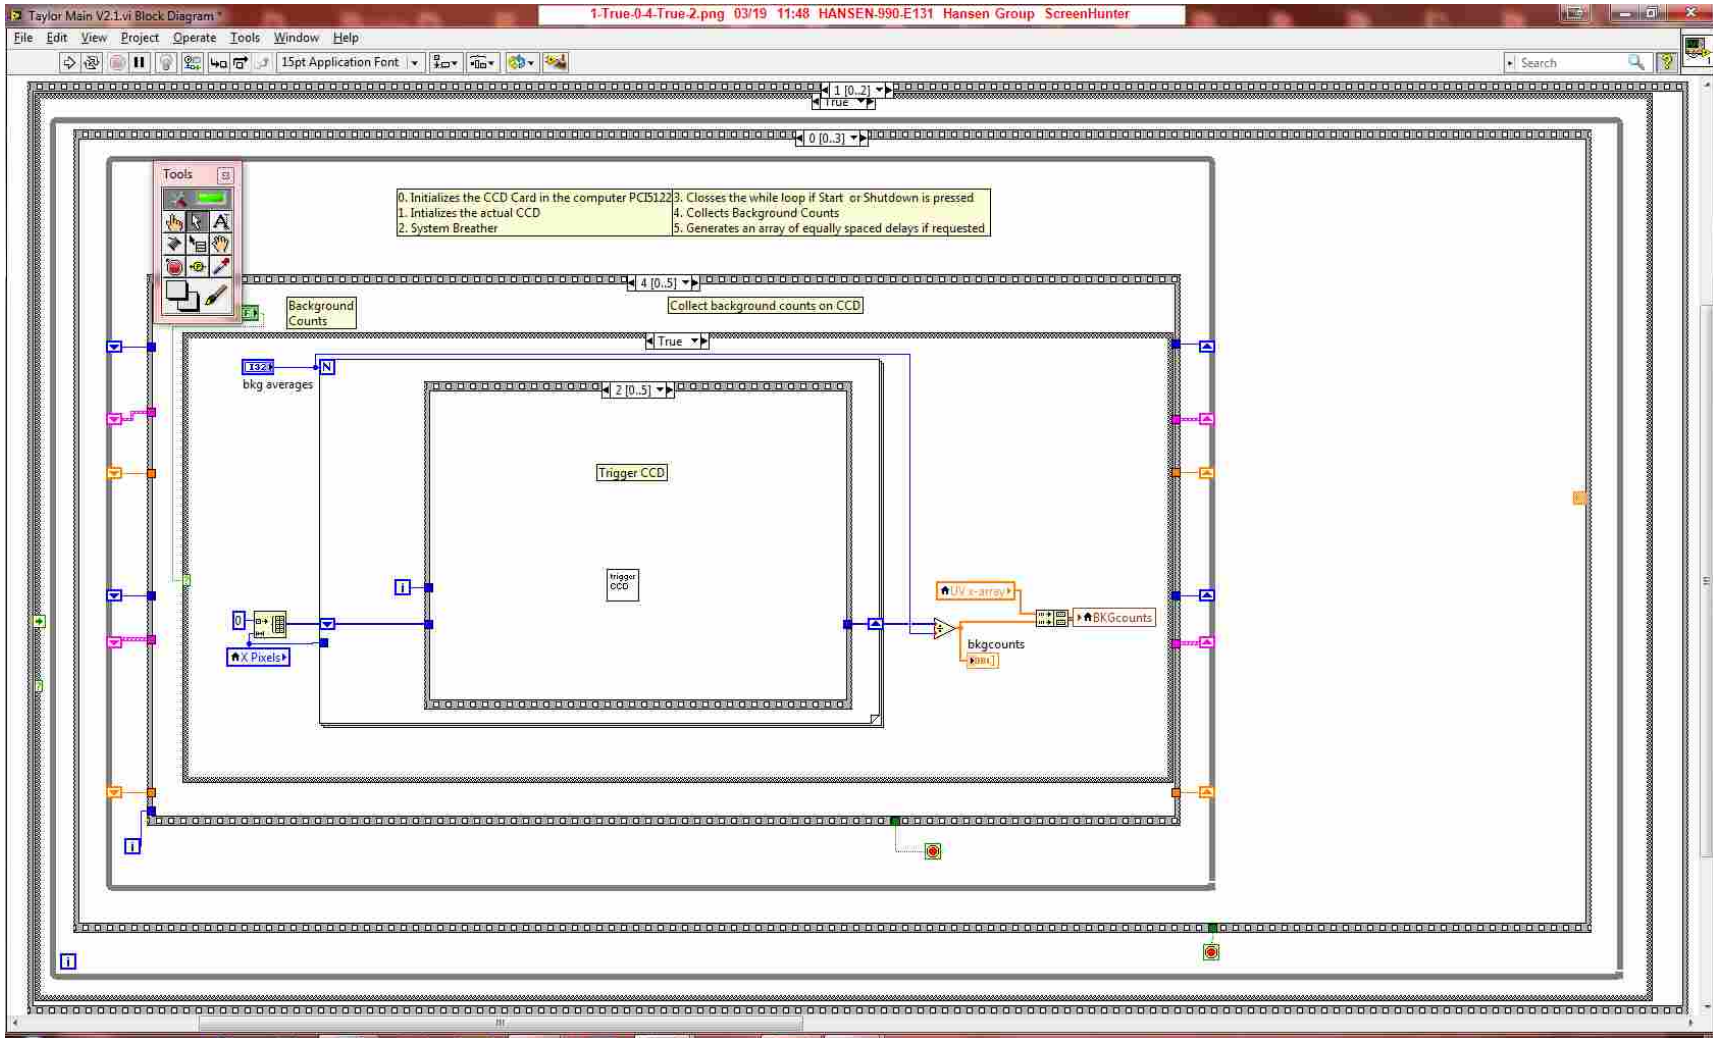 Taylor Main V2.1.vi Block Diagram *
1-True-0-4-True-2.png 03/19 11:48 HANSEN-990-E131 Hansen Group ScreenHunter
File Edit View Project Operate Tools Window Help
15pt Application Font
Search
1 [0..2]
True
0 [0..3]
Tools
0. Initializes the CCD Card in the computer PCI5122
1. Intializes the actual CCD
2. System Breather
3. Closses the while loop if Start or Shutdown is pressed
4. Collects Background Counts
5. Generates an array of equally spaced delays if requested
4 [0..5]
F
Background
Counts
Collect background counts on CCD
True
I32
N
bkg averages
2 [0..5]
Trigger CCD
trigger
CCD
i
0
X Pixels
UV x-array
BKGcounts
bkgcounts
DBL]
i
i